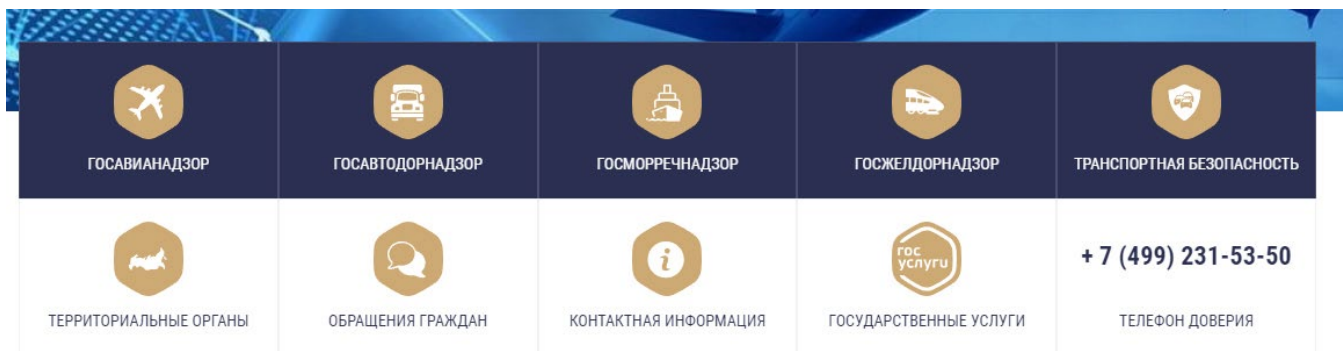 ГОСАВИАНАДЗОР
ГОСАВТОДОРНАДЗОР
ГОСМОРРЕЧНАДЗОР
ГОСЖЕЛДОРНАДЗОР
ТРАНСПОРТНАЯ БЕЗОПАСНОСТЬ
ТЕРРИТОРИАЛЬНЫЕ ОРГАНЫ
ОБРАЩЕНИЯ ГРАЖДАН
i
КОНТАКТНАЯ ИНФОРМАЦИЯ
гос
услуги
ГОСУДАРСТВЕННЫЕ УСЛУГИ
+ 7 (499) 231-53-50
ТЕЛЕФОН ДОВЕРИЯ